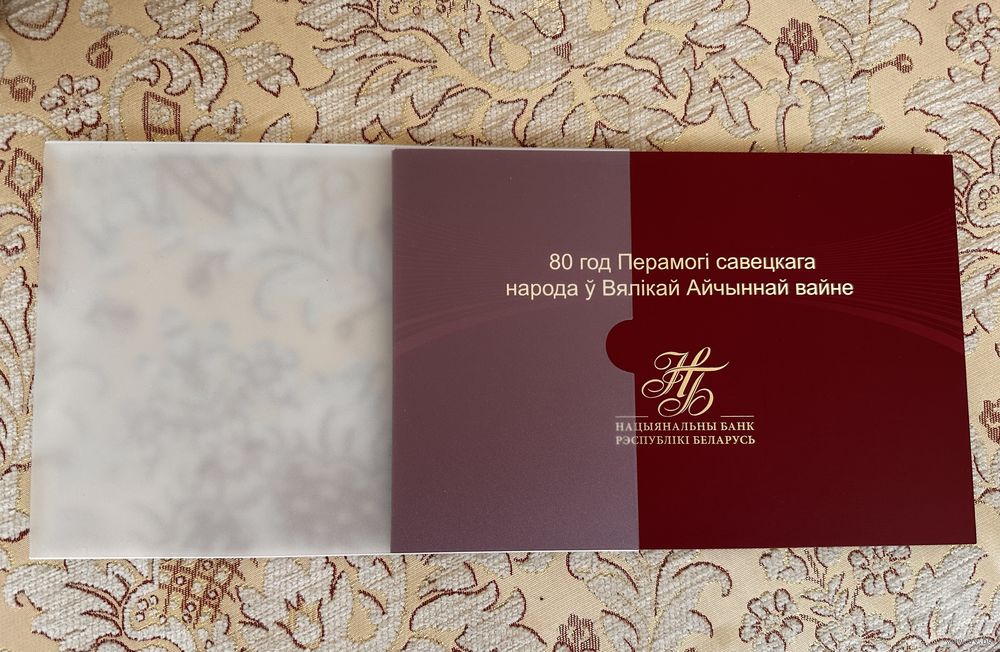 80 год Перамогі савецкага
народа ў Вялікай Айчыннай вайне
НБ
НАЦЫЯНАЛЬНЫ БАНК
РЭСПУБЛІКІ БЕЛАРУСЬ